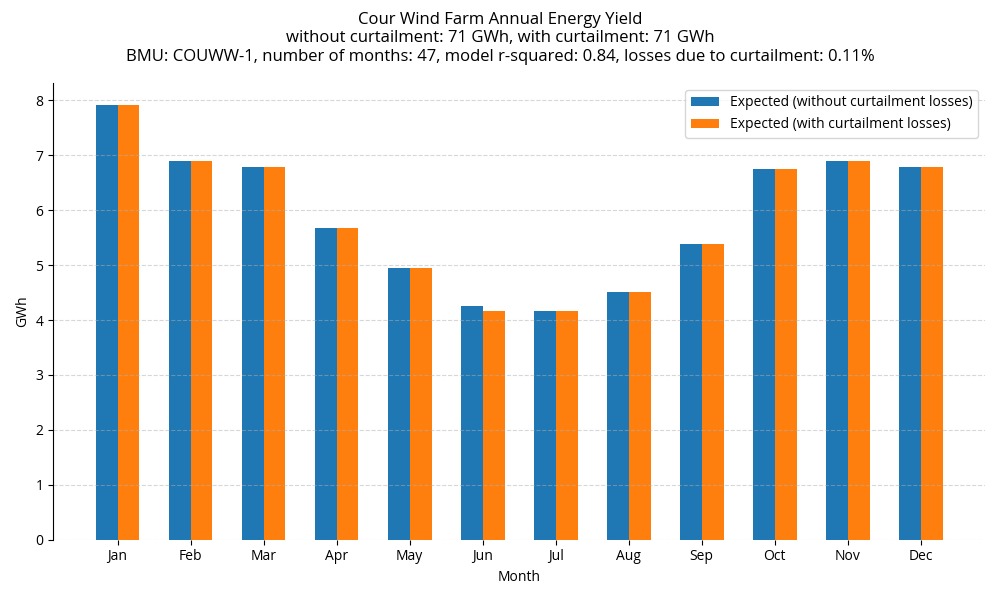 Cour Wind Farm Annual Energy Yield
without curtailment: 71 GWh, with curtailment: 71 GWh
BMU: COUWW-1, number of months: 47, model r-squared: 0.84, losses due to curtailment: 0.11%
Expected (without curtailment losses)
Expected (with curtailment losses)
GWh
8
7
6
5
4
3
2
1
0
Jan Feb Mar Apr May Jun Jul Aug Sep Oct Nov Dec
Month